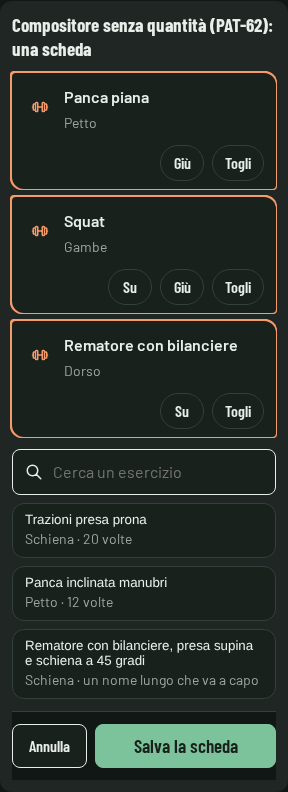 Compositore senza quantità (PAT-62):
una scheda
Panca piana
Petto
Giù
Togli
Squat
Gambe
Su
Giù
Togli
Rematore con bilanciere
Dorso
Su
Togli
Cerca un esercizio
Trazioni presa prona
Schiena · 20 volte
Panca inclinata manubri
Petto · 12 volte
Rematore con bilanciere, presa supina
e schiena a 45 gradi
Schiena · un nome lungo che va a capo
Annulla
Salva la scheda